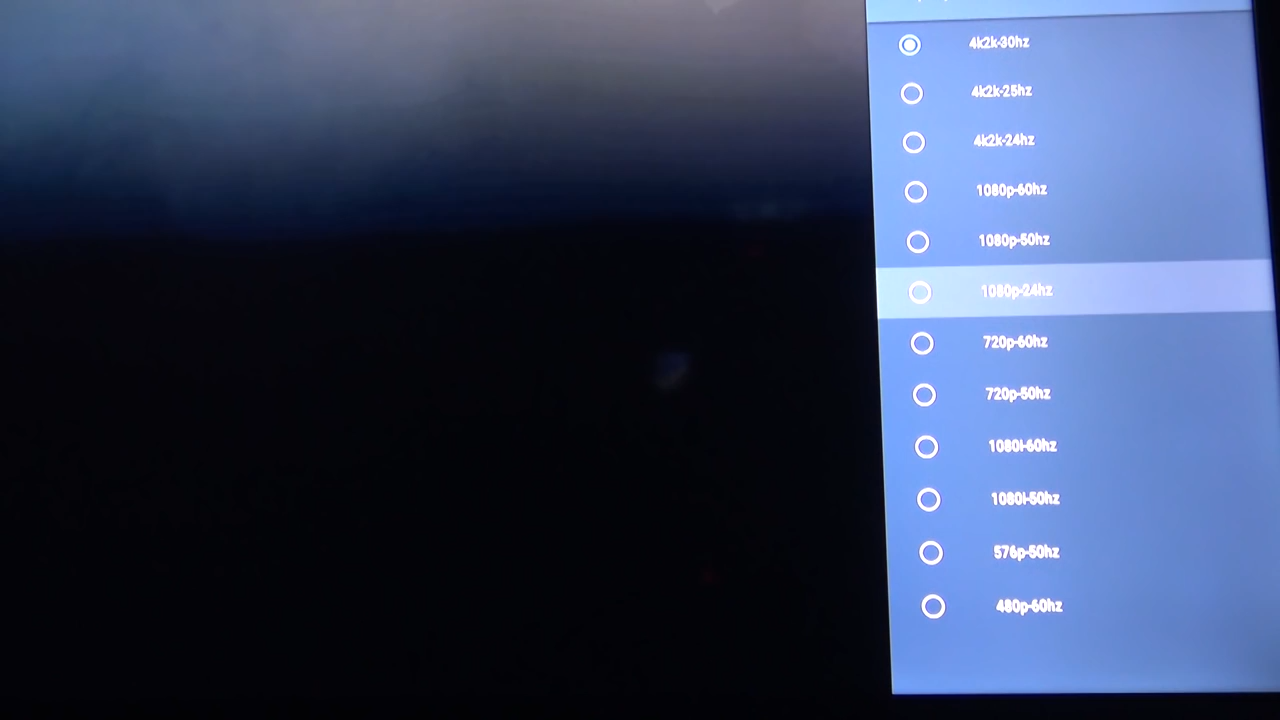 4k2k-30hz
4k2k-25hz
4k2k-24hz
1080p-60hz
1080p-50hz
1080p-24hz
720p-60hz
720p-50hz
1080i-60hz
1080i-50hz
576p-50hz
480p-60hz